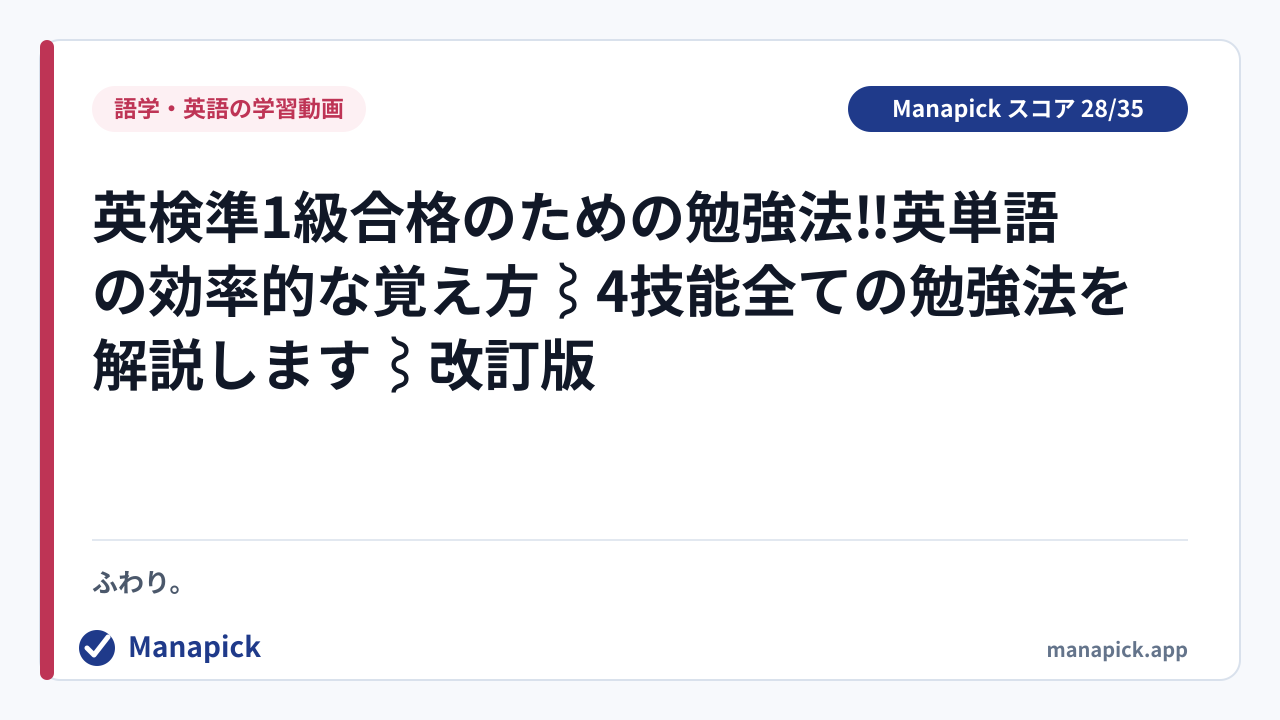 語学・英語の学習動画
Manapick スコア 28/35
英検準1級合格のための勉強法‼英単語
の効率的な覚え方⌇4技能全ての勉強法を
解説します⌇改訂版
ふわり。
Manapick
manapick.app